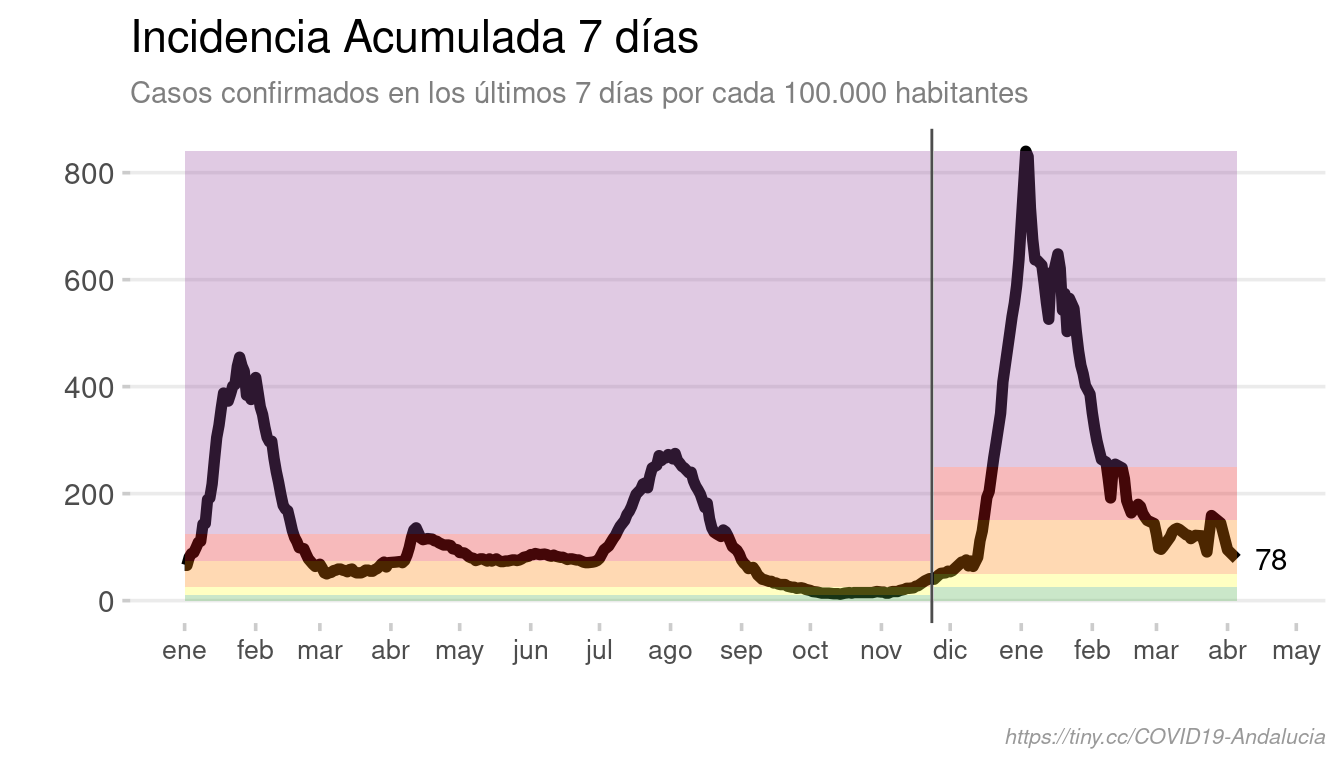 Incidencia Acumulada 7 días
Casos confirmados en los últimos 7 días por cada 100.000 habitantes
800
600
400
200
0
78
ene feb mar abr may jun jul ago sep oct nov dic ene feb mar abr may
https://tiny.cc/COVID19-Andalucia